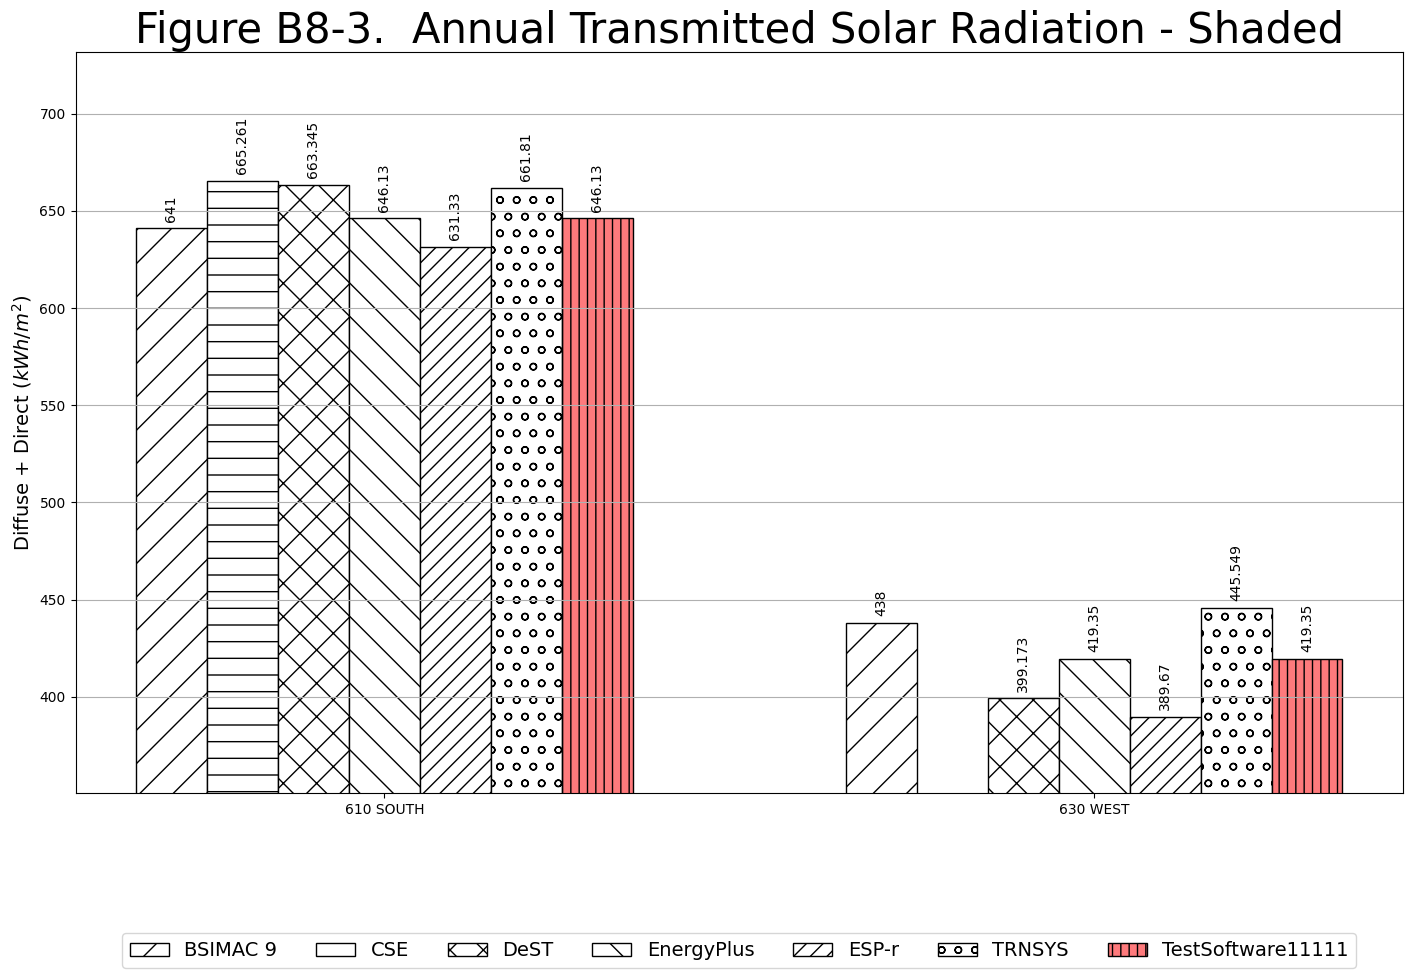 Figure B8-3.  Annual Transmitted Solar Radiation - Shaded
Diffuse + Direct (kWh/m²)
700
650
600
550
500
450
400
641
665.261
663.345
646.13
631.33
661.81
646.13
438
399.173
419.35
389.67
445.549
419.35
610 SOUTH
630 WEST
BSIMAC 9
CSE
DeST
EnergyPlus
ESP-r
TRNSYS
TestSoftware11111